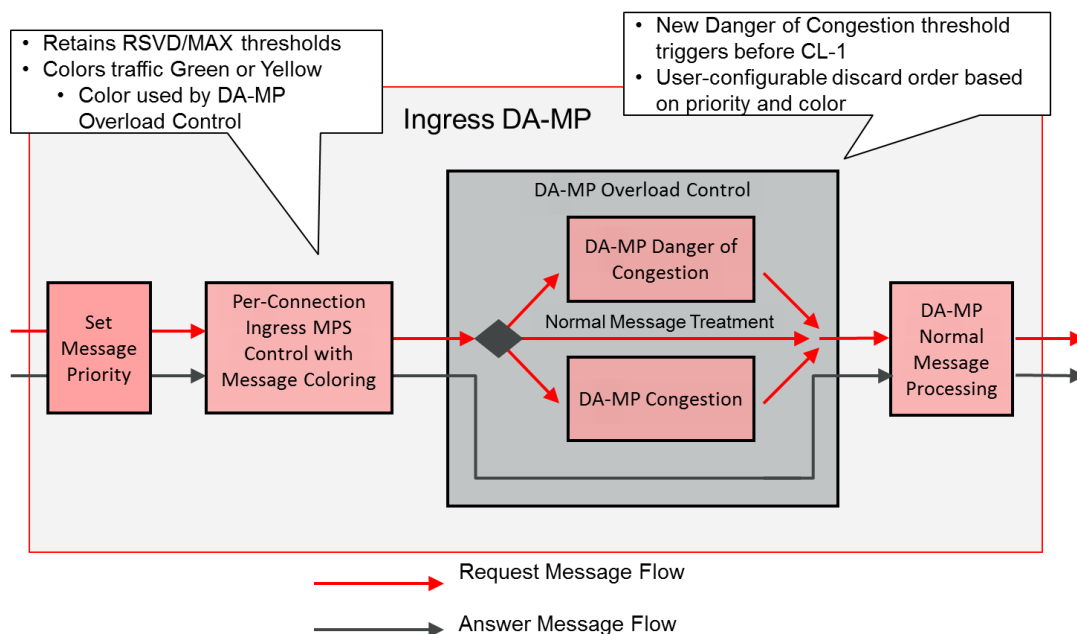 • Retains RSVD/MAX thresholds
• Colors traffic Green or Yellow
• Color used by DA-MP
Overload Control
• New Danger of Congestion threshold
triggers before CL-1
• User-configurable discard order based
on priority and color
Ingress DA-MP
DA-MP Overload Control
DA-MP Danger of
Congestion
Set
Message
Priority
Per-Connection
Ingress MPS
Control with
Message Coloring
Normal Message Treatment
DA-MP Congestion
DA-MP
Normal
Message
Processing
Request Message Flow
Answer Message Flow